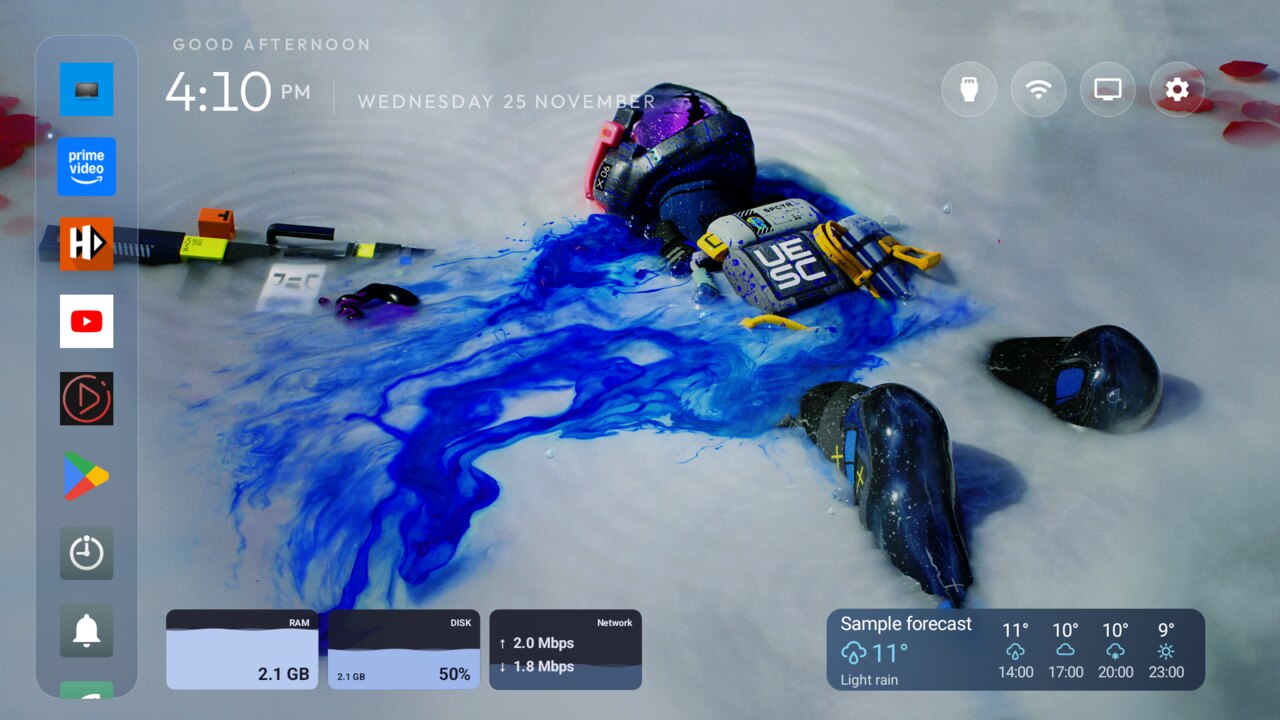 GOOD AFTERNOON
4:10 PM
WEDNESDAY 25 NOVEMBER
prime video
UESC
RAM
2.1 GB
DISK
2.1 GB
50%
Network
↑ 2.0 Mbps
↓ 1.8 Mbps
Sample forecast
11°
Light rain
11° 10° 10° 9°
14:00 17:00 20:00 23:00